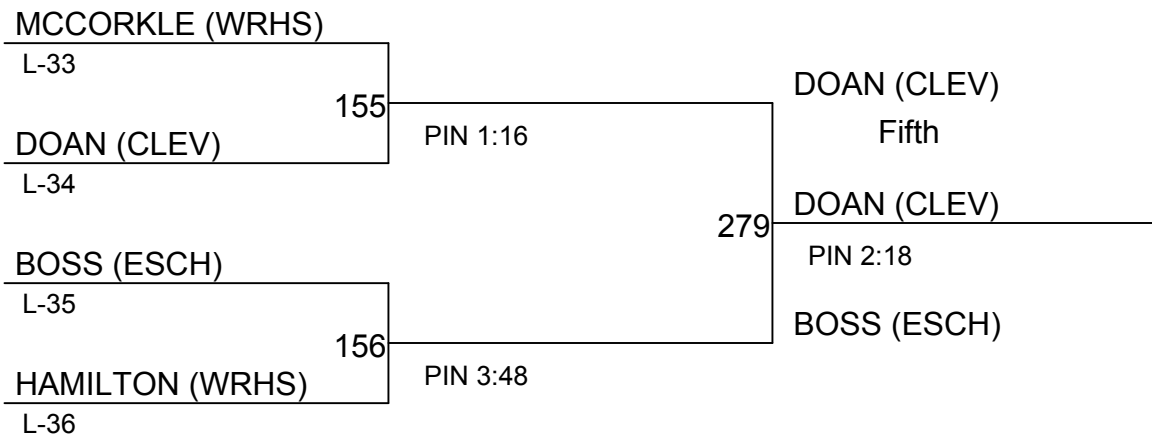 MCCORKLE (WRHS)
L-33
155
DOAN (CLEV)
L-34
PIN 1:16
BOSS (ESCH)
L-35
156
HAMILTON (WRHS)
L-36
PIN 3:48
DOAN (CLEV)
Fifth
279
DOAN (CLEV)
PIN 2:18
BOSS (ESCH)